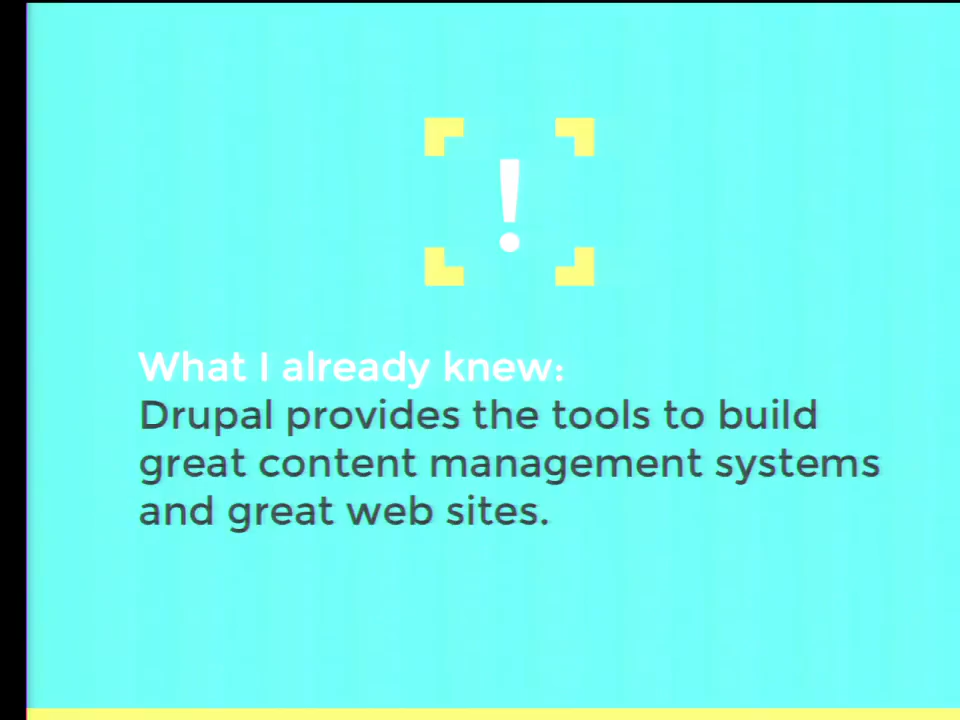 !
What I already knew:
Drupal provides the tools to build
great content management systems
and great web sites.